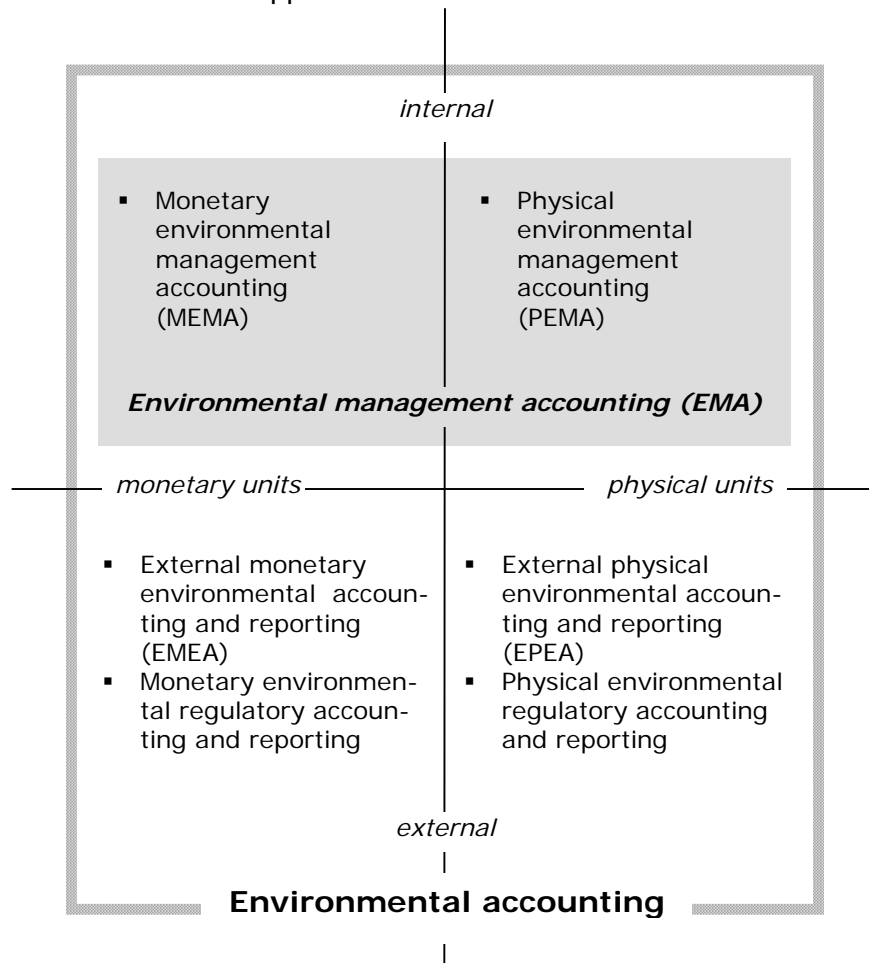 internal
▪ Monetary
environmental
management
accounting
(MEMA)
▪ Physical
environmental
management
accounting
(PEMA)
Environmental management accounting (EMA)
monetary units
physical units
▪ External monetary
environmental accoun-
ting and reporting
(EMEA)
▪ Monetary environmen-
tal regulatory accoun-
ting and reporting
▪ External physical
environmental accoun-
ting and reporting
(EPEA)
▪ Physical environmental
regulatory accounting
and reporting
external
Environmental accounting